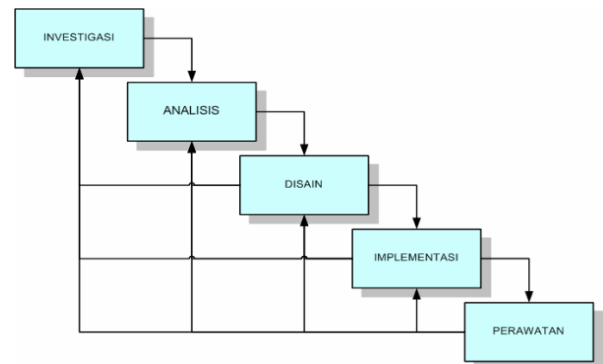 INVESTIGASI
ANALISIS
DISAIN
IMPLEMENTASI
PERAWATAN